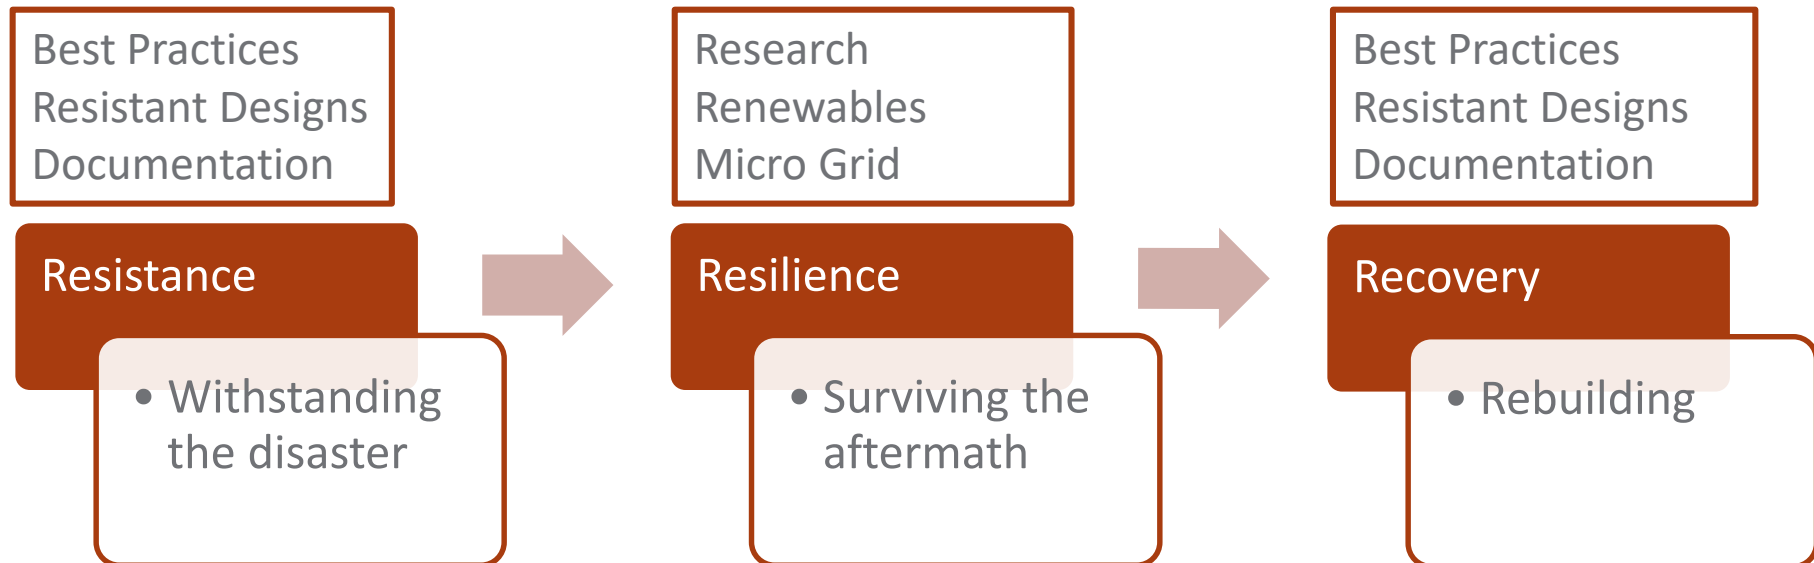 Best Practices
Resistant Designs
Documentation
Resistance
• Withstanding
the disaster
Research
Renewables
Micro Grid
Resilience
• Surviving the
aftermath
Best Practices
Resistant Designs
Documentation
Recovery
• Rebuilding